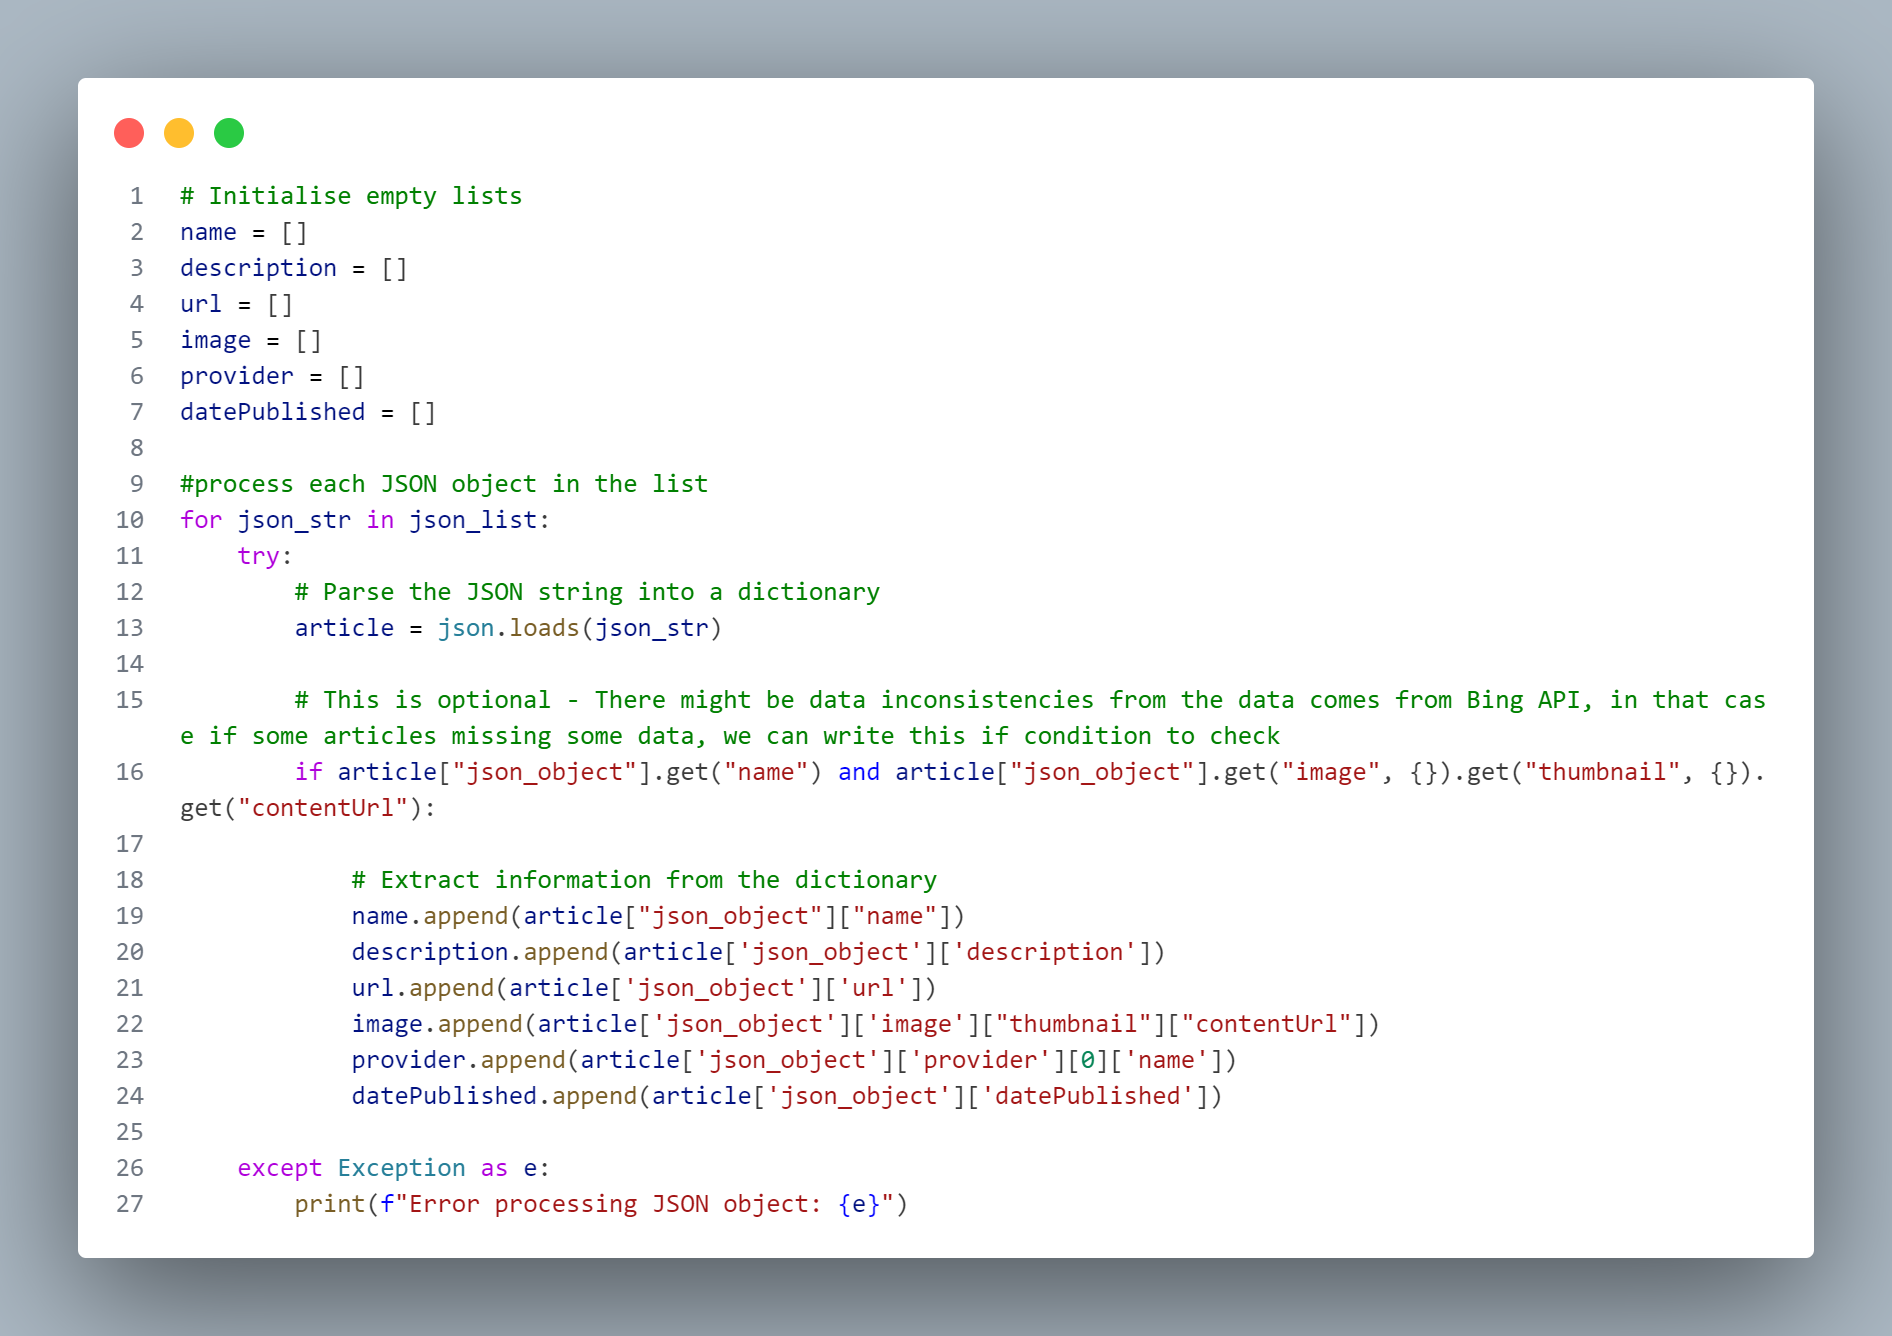 1 # Initialise empty lists
2 name = []
3 description = []
4 url = []
5 image = []
6 provider = []
7 datePublished = []
8
9 #process each JSON object in the list
10 for json_str in json_list:
11     try:
12         # Parse the JSON string into a dictionary
13         article = json.loads(json_str)
14
15         # This is optional - There might be data inconsistencies from the data comes from Bing API, in that cas
e if some articles missing some data, we can write this if condition to check
16         if article["json_object"].get("name") and article["json_object"].get("image", {}).get("thumbnail", {}).
get("contentUrl"):
17
18             # Extract information from the dictionary
19             name.append(article["json_object"]["name"])
20             description.append(article['json_object']['description'])
21             url.append(article['json_object']['url'])
22             image.append(article['json_object']['image']["thumbnail"]["contentUrl"])
23             provider.append(article['json_object']['provider'][0]['name'])
24             datePublished.append(article['json_object']['datePublished'])
25
26     except Exception as e:
27         print(f"Error processing JSON object: {e}")